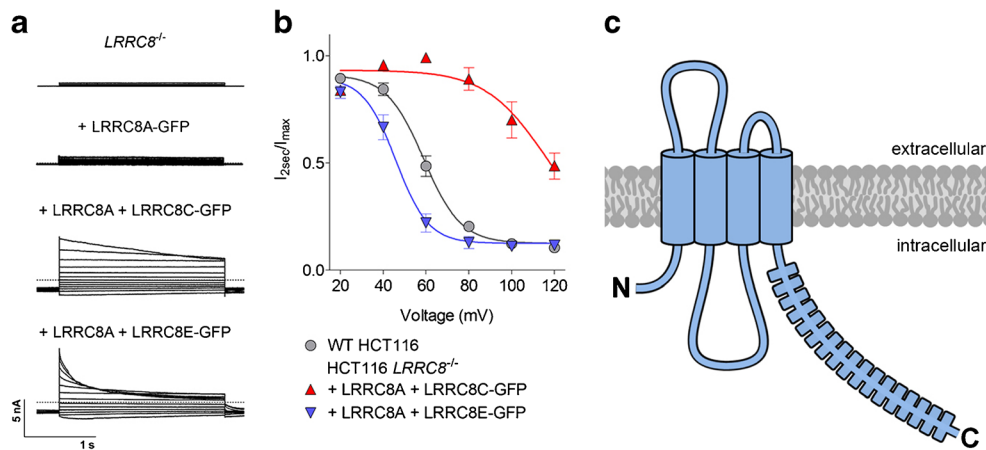 a
LRRC8-/-
+ LRRC8A-GFP
+ LRRC8A + LRRC8C-GFP
+ LRRC8A + LRRC8E-GFP
5 nA
1 s
b
I2sec/Imax
1.0
0.5
0.0
20 40 60 80 100 120
Voltage (mV)
WT HCT116
HCT116 LRRC8-/-
+ LRRC8A + LRRC8C-GFP
+ LRRC8A + LRRC8E-GFP
c
extracellular
intracellular
N
C